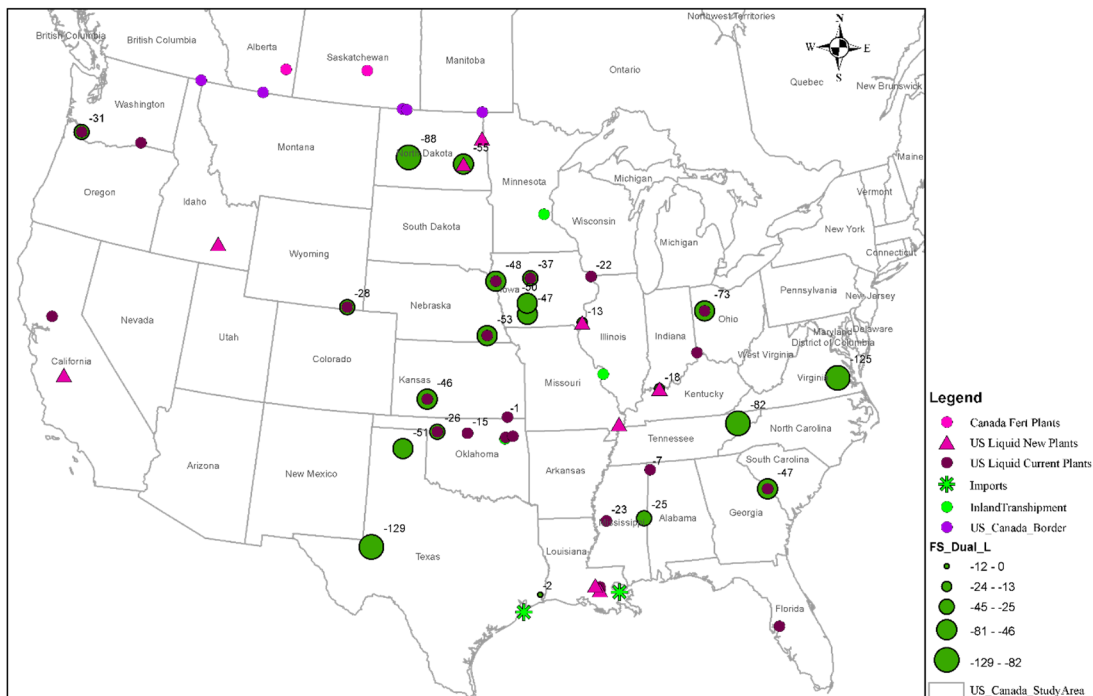 Northwest Territories
British Columbia
British Columbia
Alberta
Saskatchewan
Manitoba
Ontario
Quebec
New Brunswick
N
W
E
S
Washington
-31
Montana
-88
North Dakota
-55
Minnesota
Michigan
Maine
Vermont
Oregon
Idaho
South Dakota
Wisconsin
Michigan
New York
Connecticut
Wyoming
-48
-37
-22
Iowa
-50
-47
Nebraska
-28
-53
-13
-73
Pennsylvania
New Jersey
Nevada
Utah
Colorado
Illinois
Indiana
Ohio
Maryland
Delaware
District of Columbia
West Virginia
-125
Virginia
California
Kansas
-46
Missouri
-18
Kentucky
-82
North Carolina
-26
-15
-1
-51
Oklahoma
Tennessee
Arizona
New Mexico
Arkansas
-7
South Carolina
-47
-23
Mississippi
-25
Alabama
Georgia
-129
Texas
Louisiana
-2
Florida
Legend
Canada Fert Plants
US Liquid New Plants
US Liquid Current Plants
Imports
InlandTranshipment
US_Canada_Border
FS_Dual_L
-12 - 0
-24 - -13
-45 - -25
-81 - -46
-129 - -82
US_Canada_StudyArea